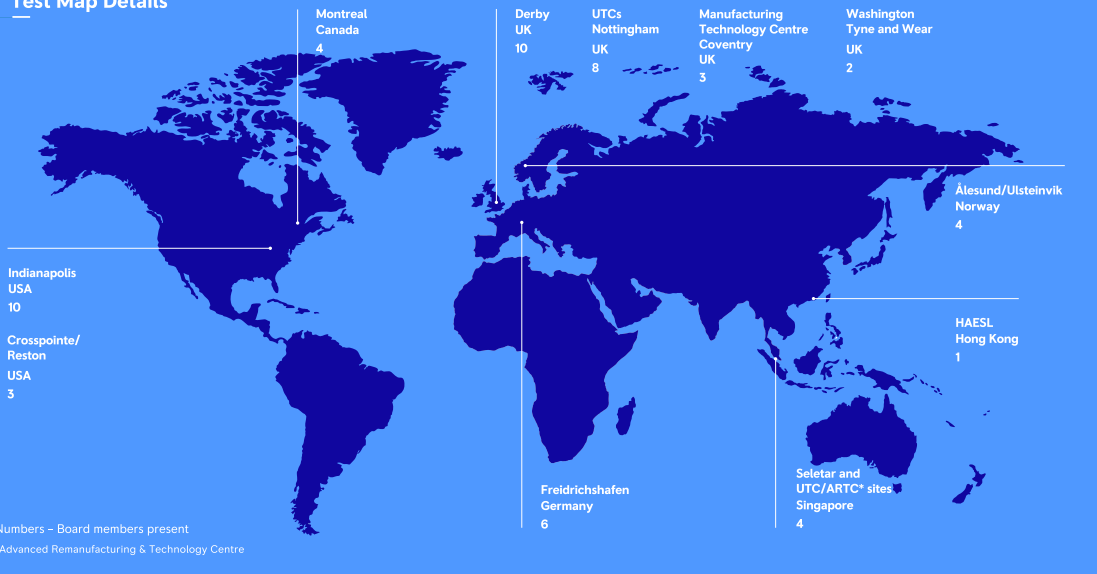 Test Map Details
Montreal
Canada
4
Derby
UK
10
UTCs
Nottingham
UK
8
Manufacturing
Technology Centre
Coventry
UK
3
Washington
Tyne and Wear
UK
2
Ålesund/Ulsteinvik
Norway
4
Indianapolis
USA
10
Crosspointe/
Reston
USA
3
HAESL
Hong Kong
1
Seletar and
UTC/ARTC* sites
Singapore
4
Freidrichshafen
Germany
6
Numbers – Board members present
Advanced Remanufacturing & Technology Centre